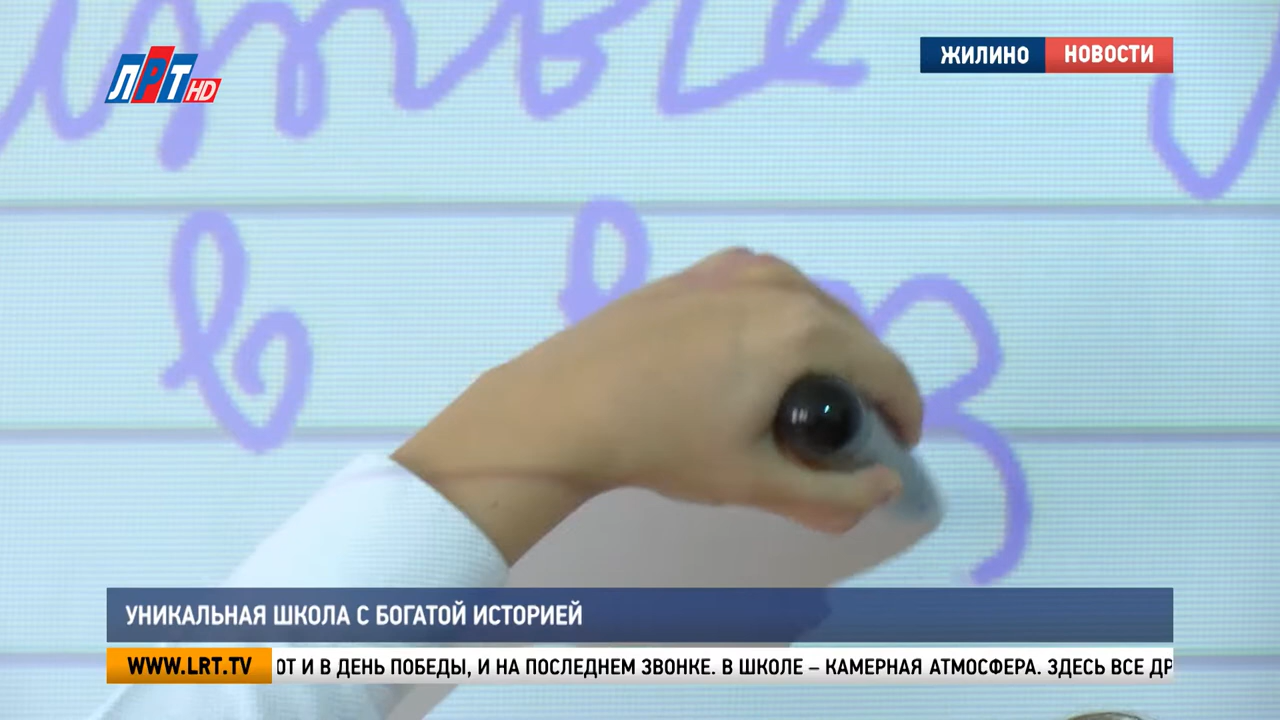 ЛРТ HD
ЖИЛИНО НОВОСТИ
в
УНИКАЛЬНАЯ ШКОЛА С БОГАТОЙ ИСТОРИЕЙ
WWW.LRT.TV ОТ И В ДЕНЬ ПОБЕДЫ, И НА ПОСЛЕДНЕМ ЗВОНКЕ. В ШКОЛЕ – КАМЕРНАЯ АТМОСФЕРА. ЗДЕСЬ ВСЕ ДР